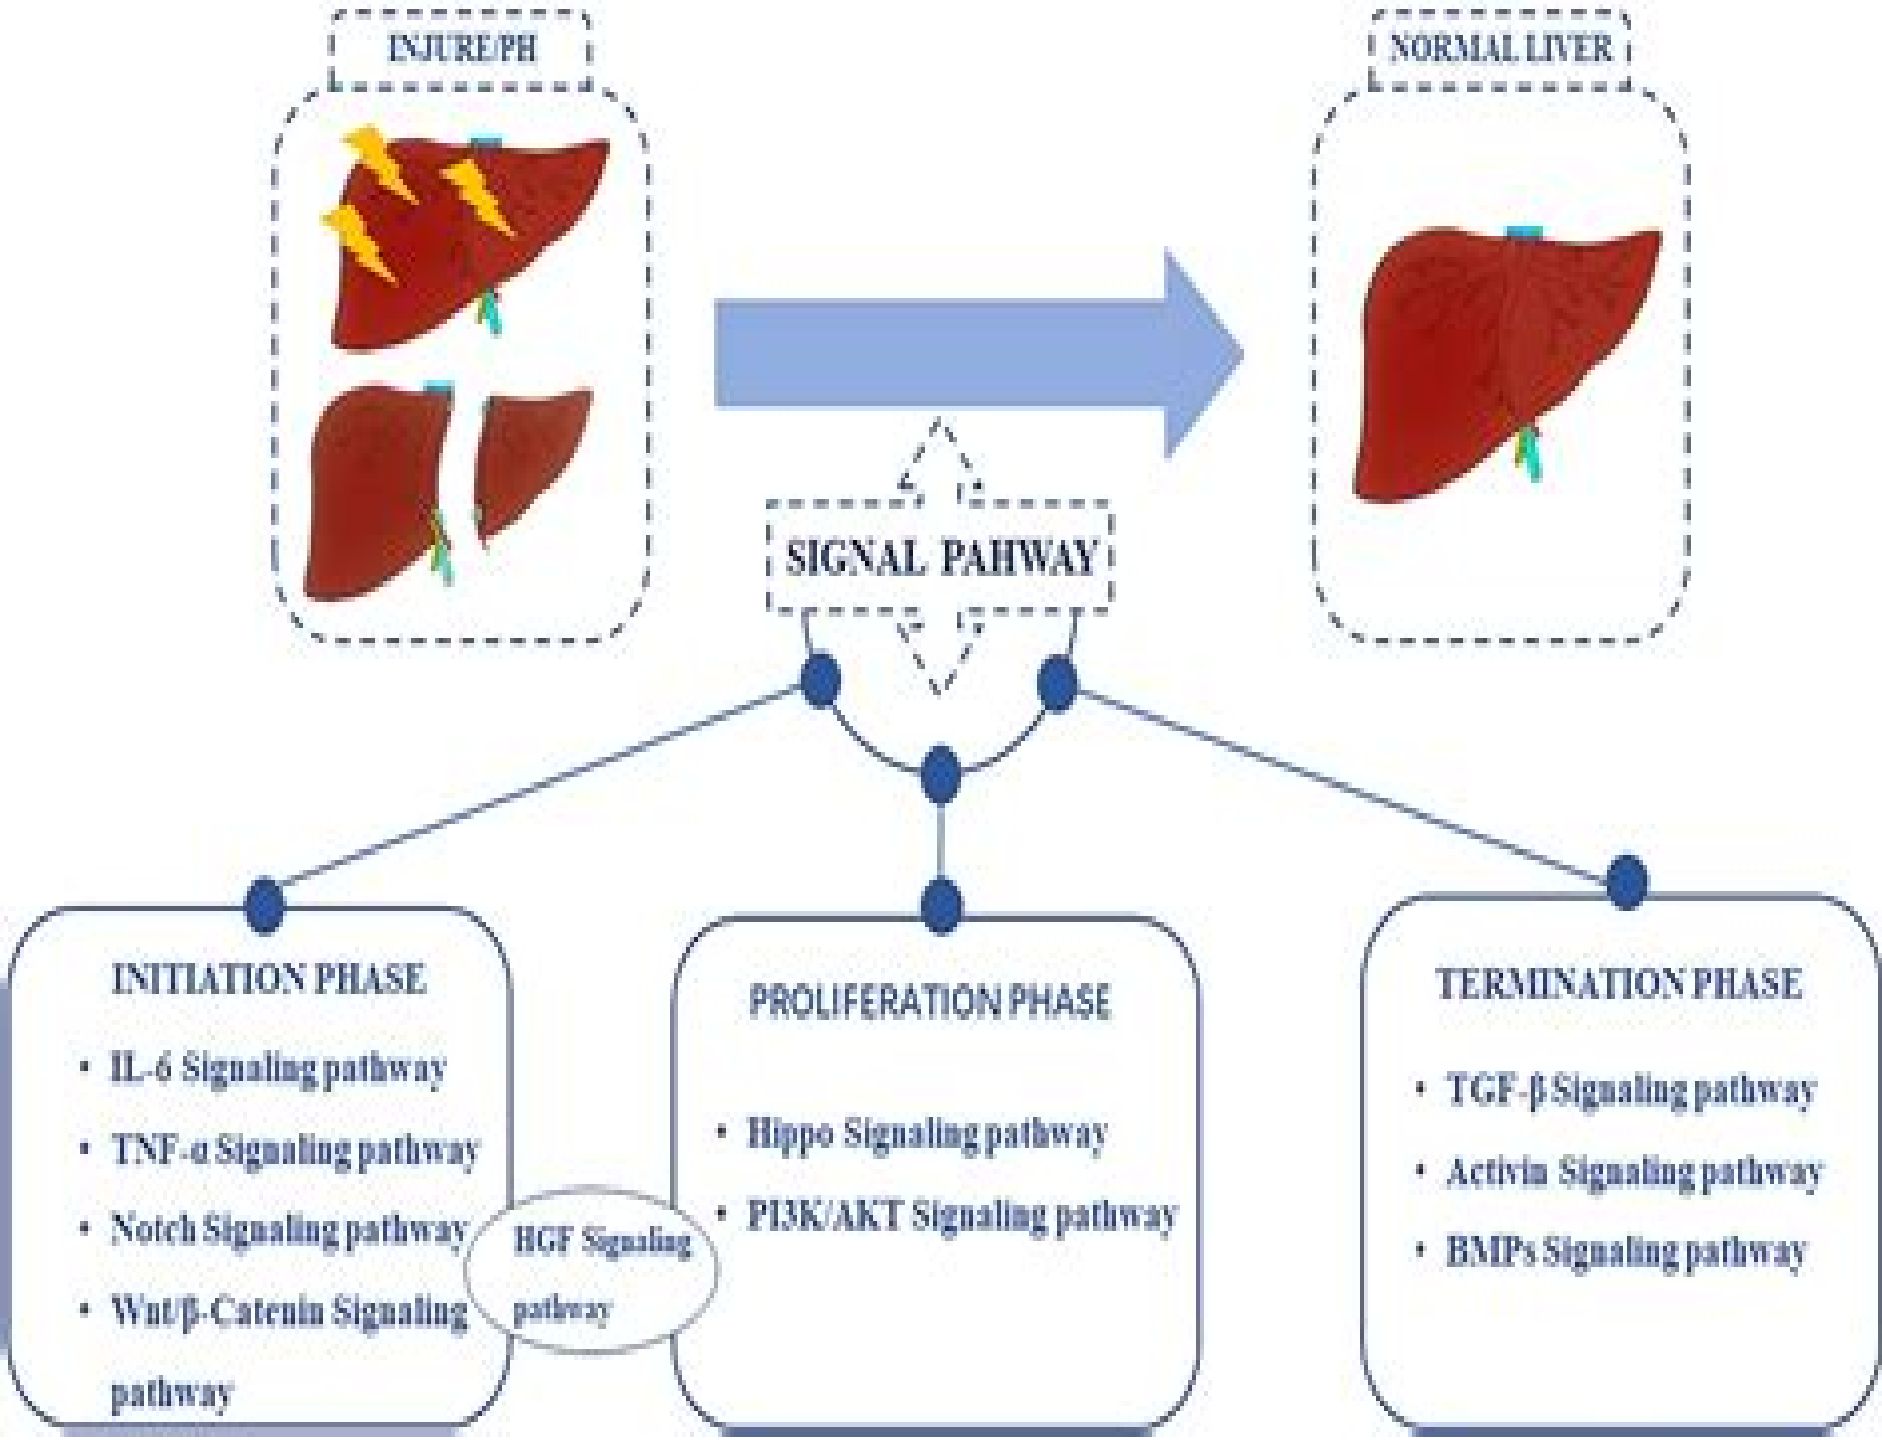 INJURE/PH
NORMAL LIVER
SIGNAL PAHWAY
INITIATION PHASE
• IL-6 Signaling pathway
• TNF-α Signaling pathway
• Notch Signaling pathway
• Wnt/β-Catenin Signaling
pathway
HGF Signaling
pathway
PROLIFERATION PHASE
• Hippo Signaling pathway
• PI3K/AKT Signaling pathway
TERMINATION PHASE
• TGF-β Signaling pathway
• Activin Signaling pathway
• BMPs Signaling pathway